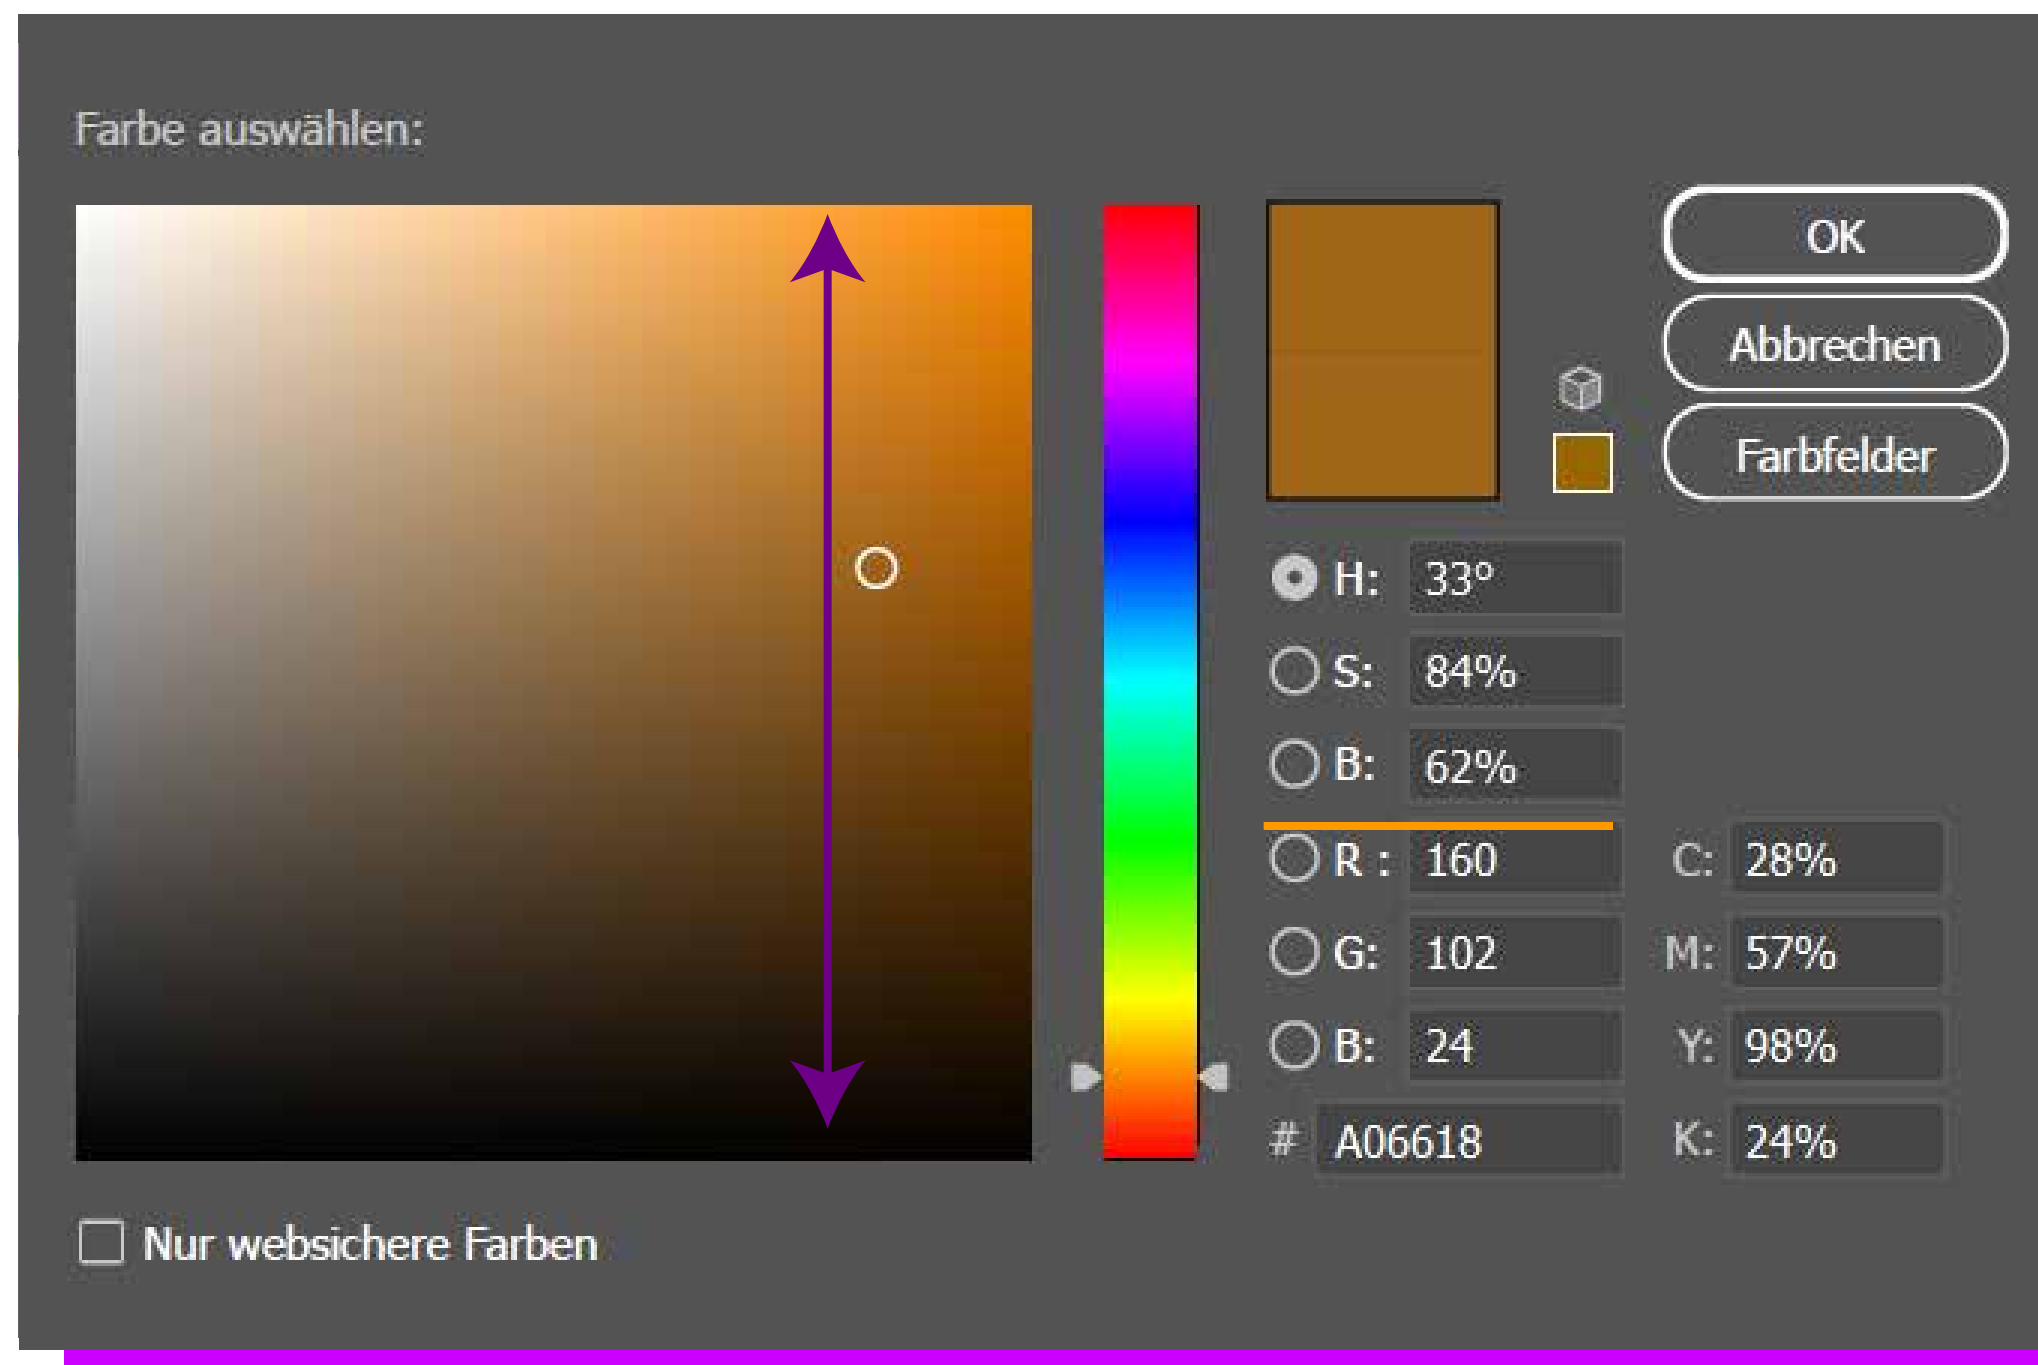 Farbe auswählen:
OK
Abbrechen
Farbfelder
H: 33°
S: 84%
B: 62%
R : 160 C: 28%
G: 102 M: 57%
B: 24 Y: 98%
# A06618 K: 24%
Nur websichere Farben